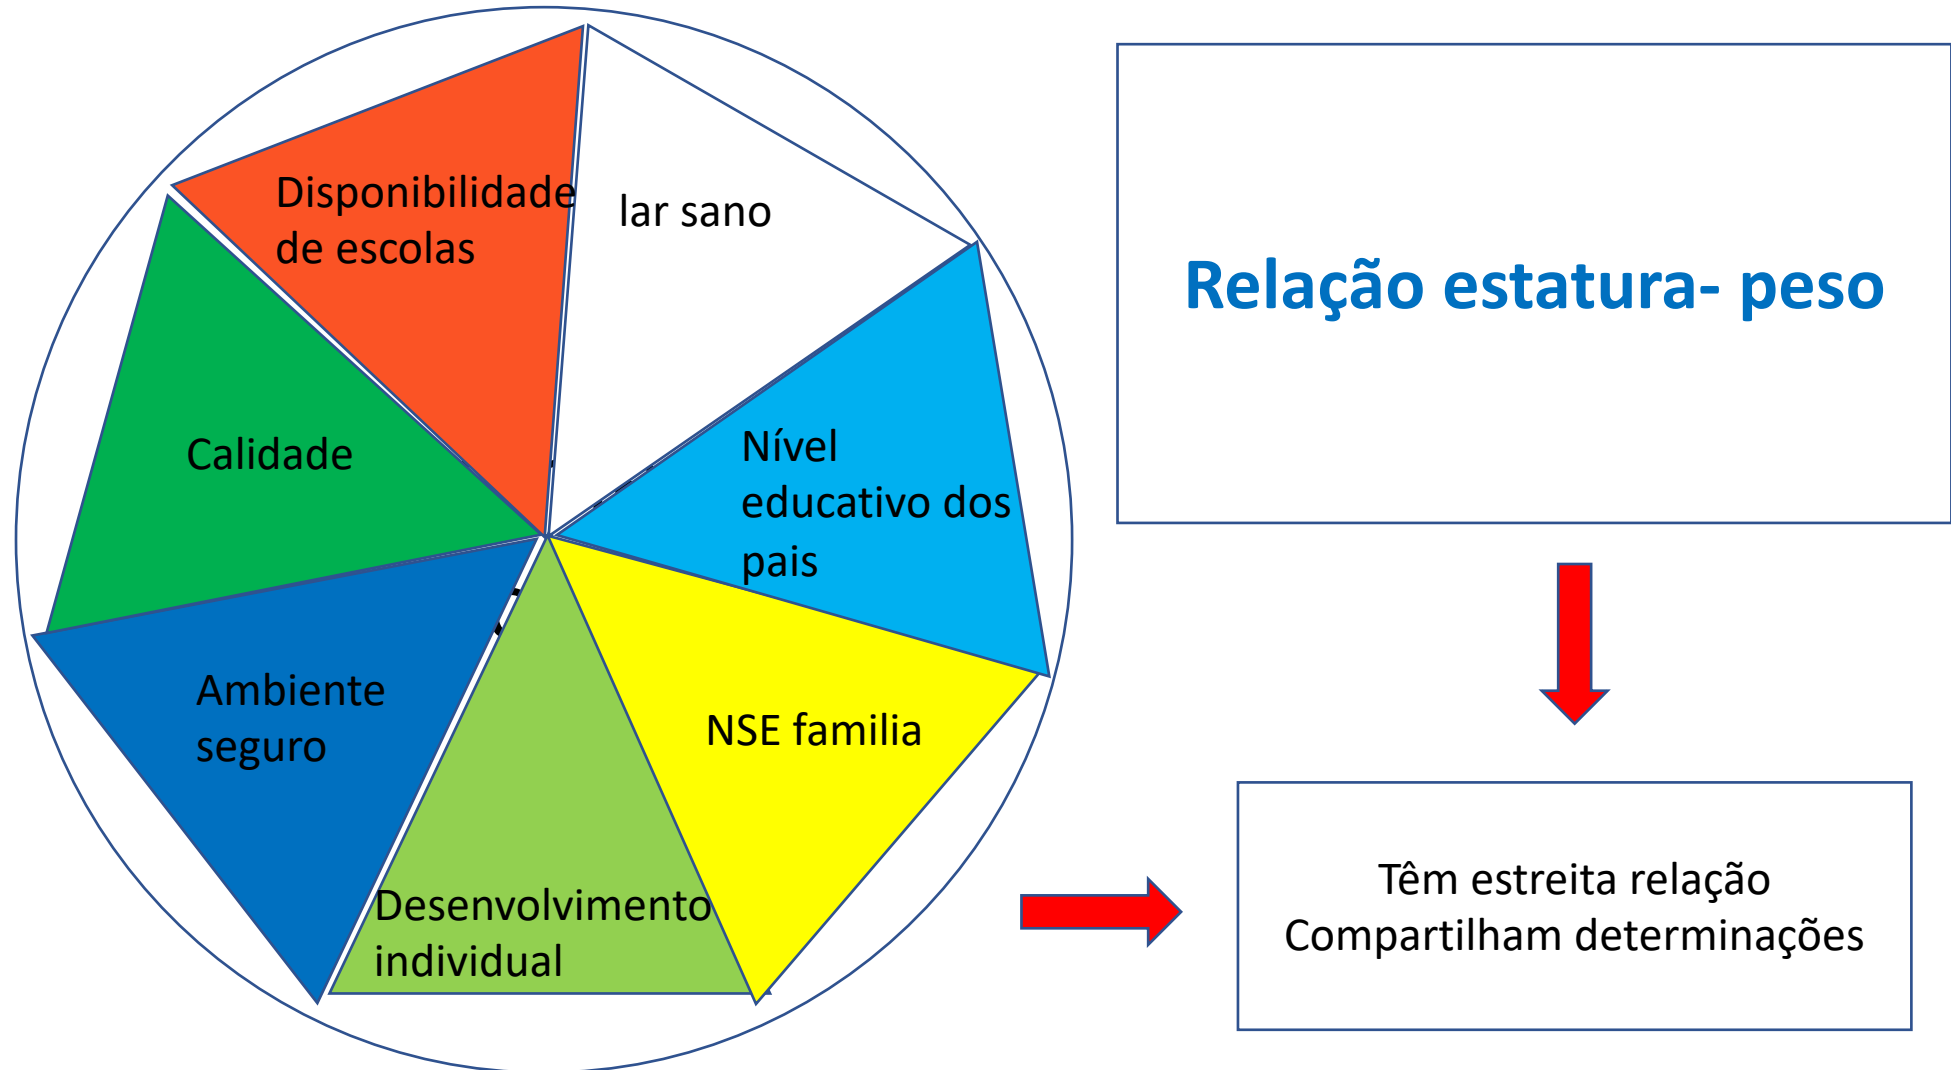 Disponibilidade
de escolas
lar sano
Relação estatura- peso
Calidade
Nível
educativo dos
pais
Ambiente
seguro
NSE familia
Desenvolvimento
individual
Têm estreita relação
Compartilham determinações